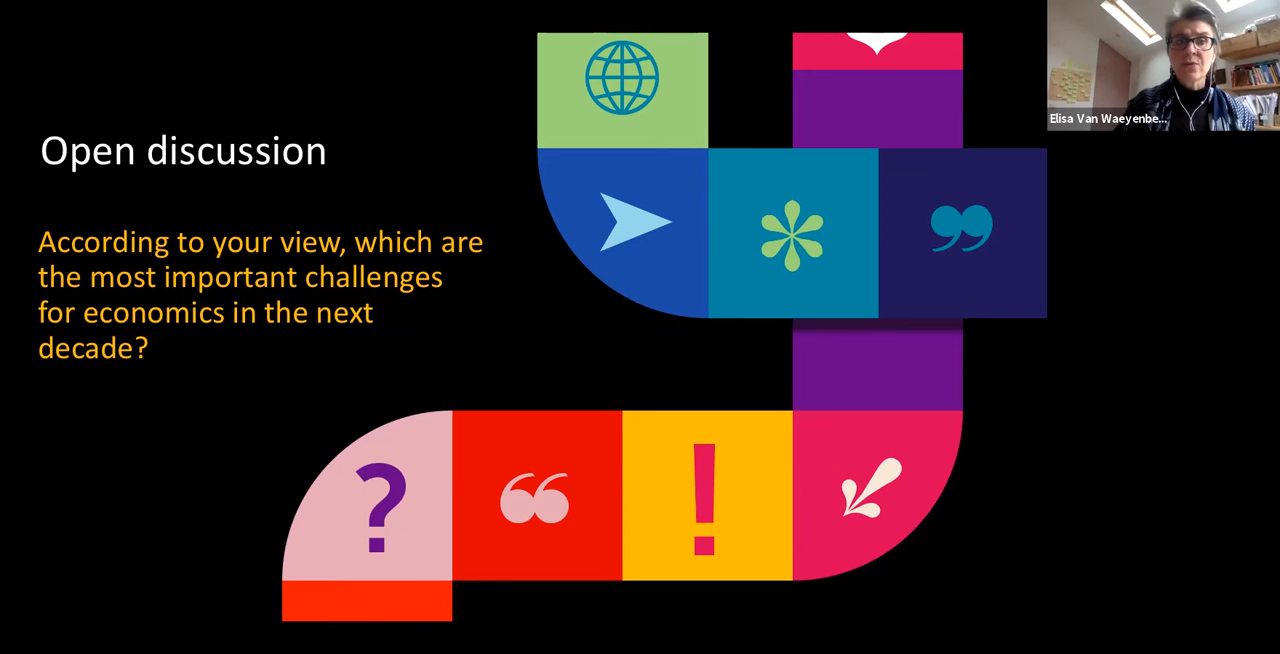 Open discussion
According to your view, which are
the most important challenges
for economics in the next
decade?
Elisa Van Waeyenbe...
?
“
!
”
*